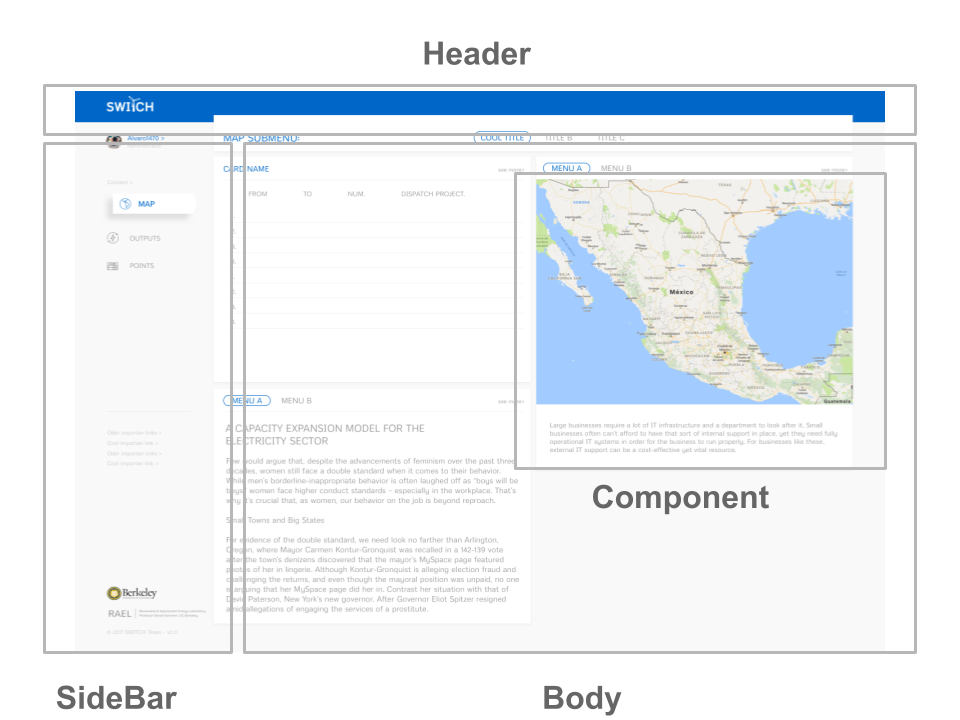 Header
SWITCH
Alvaro1470 >
MAP SUBMENU:
COOL TITLE
TITLE B
TITLE C
CARD NAME
see more>
MENU A
MENU B
see more>
FROM
TO
NUM.
DISPATCH PROJECT.
MAP
OUTPUTS
POINTS
México
Guatemala
MENU A
MENU B
see more>
A CAPACITY EXPANSION MODEL FOR THE
ELECTRICITY SECTOR
Few would argue that, despite the advancements of feminism over the past three
decades, women still face a double standard when it comes to their behavior.
While men's borderline-inappropriate behavior is often laughed off as "boys will be
boys," women face higher conduct standards – especially in the workplace. That's
why it's crucial that, as women, our behavior on the job is beyond reproach.
Small Towns and Big States
For evidence of the double standard, we need look no farther than Arlington,
Oregon, where Mayor Carmen Kontur-Gronquist was recalled in a 142-139 vote
after the town's denizens discovered that the mayor's MySpace page featured
photos of her in lingerie. Although Kontur-Gronquist is alleging election fraud and
challenging the returns, and even though the mayoral position was unpaid, no one
is arguing that her MySpace page did her in. Contrast her situation with that of
David Paterson, New York's new governor. After Governor Eliot Spitzer resigned
amid allegations of engaging the services of a prostitute.
Large businesses require a lot of IT infrastructure and a department to look after it. Small
businesses often can't afford to have that sort of internal support in place, yet they need fully
operational IT systems in order for the business to run properly. For businesses like these,
external IT support can be a cost-effective yet vital resource.
Component
Older importer links >
Cool importer link >
Older importer links >
Cool importer link >
Berkeley
RAEL
© 2017 SWITCH Team - v2.0
SideBar
Body